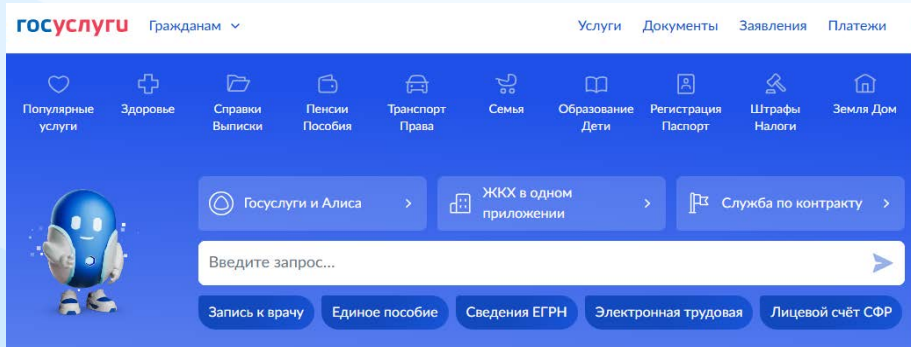 госуслуги Гражданам Услуги Документы Заявления Платежи
Популярные услуги
Здоровье
Справки Выписки
Пенсии Пособия
Транспорт Права
Семья
Образование Дети
Регистрация Паспорт
Штрафы Налоги
Земля Дом
Госуслуги и Алиса
ЖКХ в одном
приложении
Служба по контракту
Введите запрос...
Запись к врачу
Единое пособие
Сведения ЕГРН
Электронная трудовая
Лицевой счёт СФР